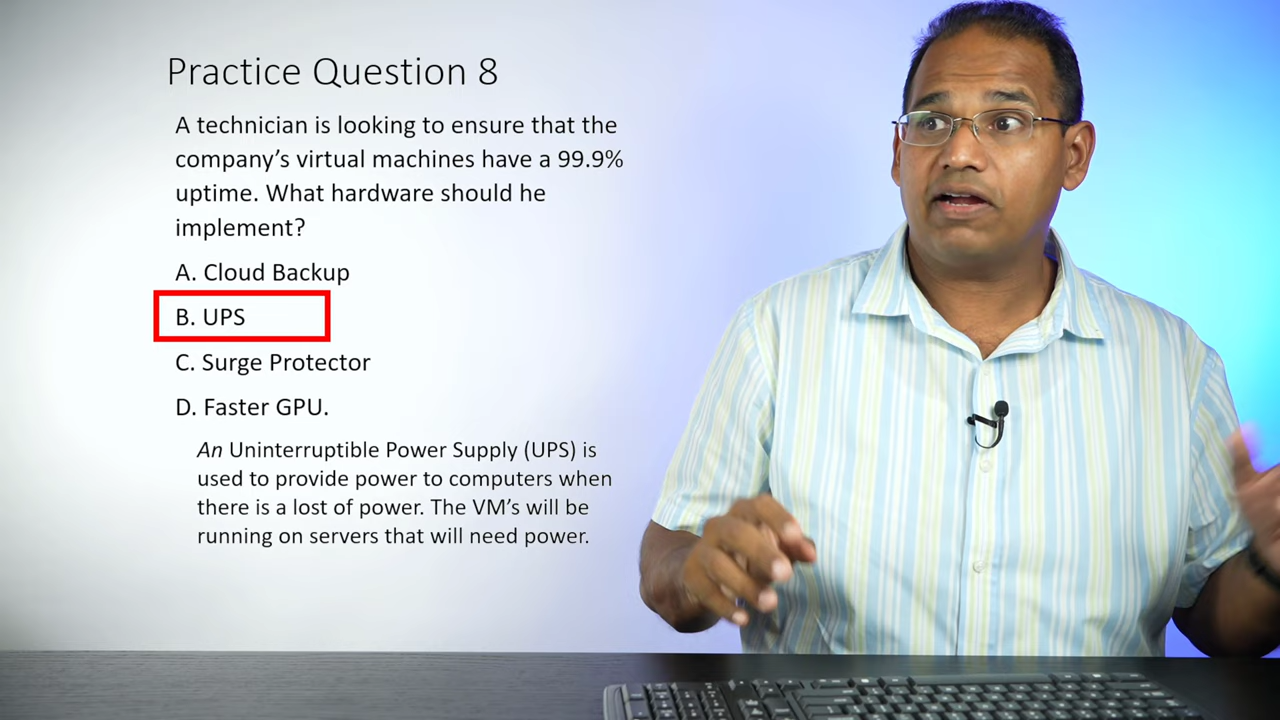 Practice Question 8
A technician is looking to ensure that the
company's virtual machines have a 99.9%
uptime. What hardware should he
implement?
A. Cloud Backup
B. UPS
C. Surge Protector
D. Faster GPU.
An Uninterruptible Power Supply (UPS) is
used to provide power to computers when
there is a lost of power. The VM's will be
running on servers that will need power.